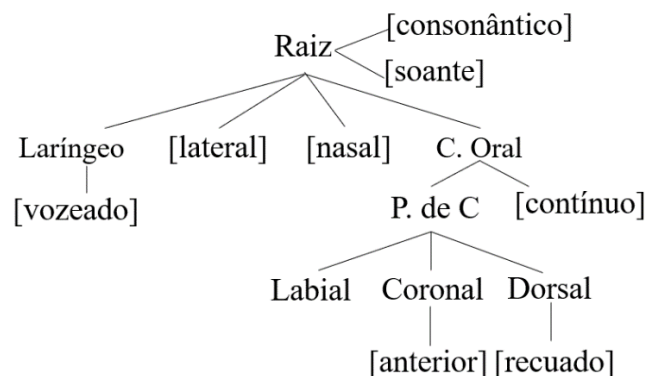 [consonântico]
Raiz
[soante]
Laríngeo [lateral] [nasal] C. Oral
[vozeado] P. de C [contínuo]
Labial Coronal Dorsal
[anterior] [recuado]